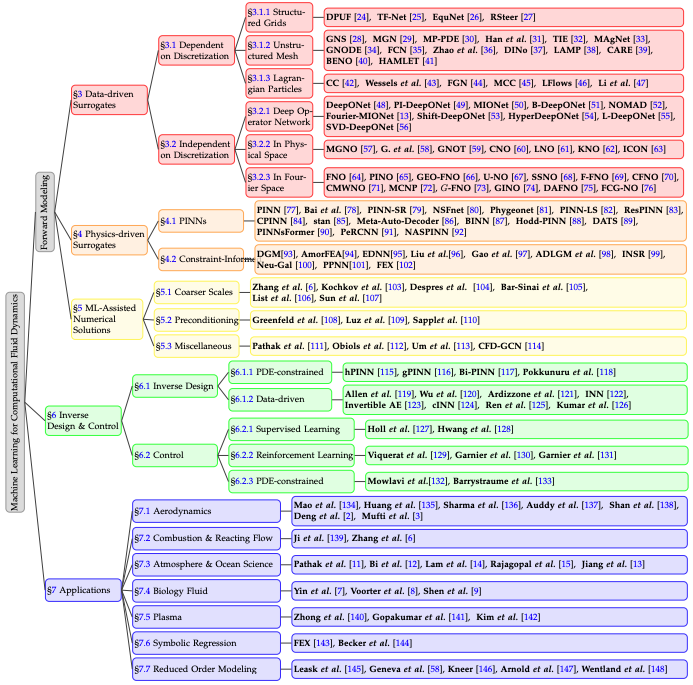 Machine Learning for Computational Fluid Dynamics
Forward Modeling
§3 Data-driven
Surrogates
§3.1 Dependent
on Discretization
§3.1.1 Structu-
red Grids
DPUF [24], TF-Net [25], EquNet [26], RSteer [27]
§3.1.2 Unstru-
ctured Mesh
GNS [28], MGN [29], MP-PDE [30], Han et al. [31], TIE [32], MAgNet [33],
GNODE [34], FCN [35], Zhao et al. [36], DINo [37], LAMP [38], CARE [39],
BENO [40], HAMLET [41]
§3.1.3 Lagran-
gian Particles
CC [42], Wessels et al. [43], FGN [44], MCC [45], LFlows [46], Li et al. [47]
§3.2 Independent
on Discretization
§3.2.1 Deep Op-
erator Network
DeepONet [48], PI-DeepONet [49], MIONet [50], B-DeepONet [51], NOMAD [52],
Fourier-MIONet [13], Shift-DeepONet [53], HyperDeepONet [54], L-DeepONet [55],
SVD-DeepONet [56]
§3.2.2 In Phys-
ical Space
MGNO [57], G. et al. [58], GNOT [59], CNO [60], LNO [61], KNO [62], ICON [63]
§3.2.3 In Four-
ier Space
FNO [64], PINO [65], GEO-FNO [66], U-NO [67], SSNO [68], F-FNO [69], CFNO [70],
CMWNO [71], MCNP [72], G-FNO [73], GINO [74], DAFNO [75], FCG-NO [76]
§4 Physics-driven
Surrogates
§4.1 PINNs
PINN [77], Bai et al. [78], PINN-SR [79], NSFnet [80], Phygeonet [81], PINN-LS [82], ResPINN [83],
CPINN [84], stan [85], Meta-Auto-Decoder [86], BINN [87], Hodd-PINN [88], DATS [89],
PINNsFormer [90], PeRCNN [91], NASPINN [92]
§4.2 Constraint-Inform
DGM[93], AmorFEA[94], EDNN[95], Liu et al.[96], Gao et al. [97], ADLGM et al. [98], INSR [99],
Neu-Gal [100], PPNN[101], FEX [102]
§5 ML-Assisted
Numerical
Solutions
§5.1 Coarser Scales
Zhang et al. [6], Kochkov et al. [103], Despres et al. [104], Bar-Sinai et al. [105],
List et al. [106], Sun et al. [107]
§5.2 Preconditioning
Greenfeld et al. [108], Luz et al. [109], Sapplet al. [110]
§5.3 Miscellaneous
Pathak et al. [111], Obiols et al. [112], Um et al. [113], CFD-GCN [114]
§6 Inverse
Design & Control
§6.1 Inverse Design
§6.1.1 PDE-constrained
hPINN [115], gPINN [116], Bi-PINN [117], Pokkunuru et al. [118]
§6.1.2 Data-driven
Allen et al. [119], Wu et al. [120], Ardizzone et al. [121], INN [122],
Invertible AE [123], cINN [124], Ren et al. [125], Kumar et al. [126]
§6.2 Control
§6.2.1 Supervised Learning
Holl et al. [127], Hwang et al. [128]
§6.2.2 Reinforcement Learning
Viquerat et al. [129], Garnier et al. [130], Garnier et al. [131]
§6.2.3 PDE-constrained
Mowlavi et al.[132], Barrystraume et al. [133]
§7 Applications
§7.1 Aerodynamics
Mao et al. [134], Huang et al. [135], Sharma et al. [136], Auddy et al. [137], Shan et al. [138],
Deng et al. [2], Mufti et al. [3]
§7.2 Combustion & Reacting Flow
Ji et al. [139], Zhang et al. [6]
§7.3 Atmosphere & Ocean Science
Pathak et al. [11], Bi et al. [12], Lam et al. [14], Rajagopal et al. [15], Jiang et al. [13]
§7.4 Biology Fluid
Yin et al. [7], Voorter et al. [8], Shen et al. [9]
§7.5 Plasma
Zhong et al. [140], Gopakumar et al. [141], Kim et al. [142]
§7.6 Symbolic Regression
FEX [143], Becker et al. [144]
§7.7 Reduced Order Modeling
Leask et al. [145], Geneva et al. [58], Kneer et al. [146], Arnold et al. [147], Wentland et al. [148]